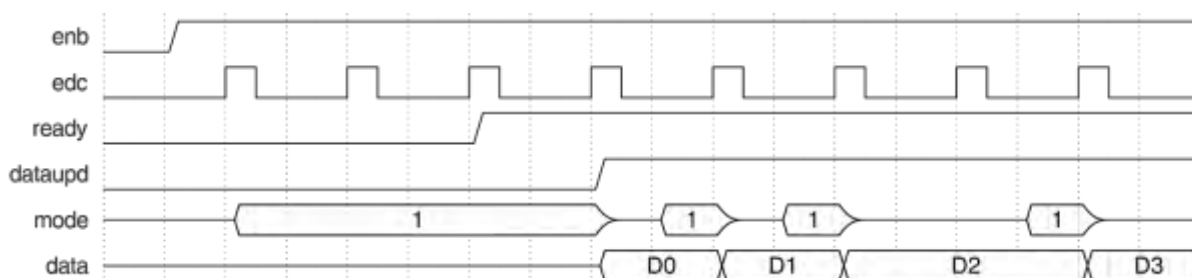 enb
edc
ready
dataupd
mode 1 1 1 1
data D0 D1 D2 D3